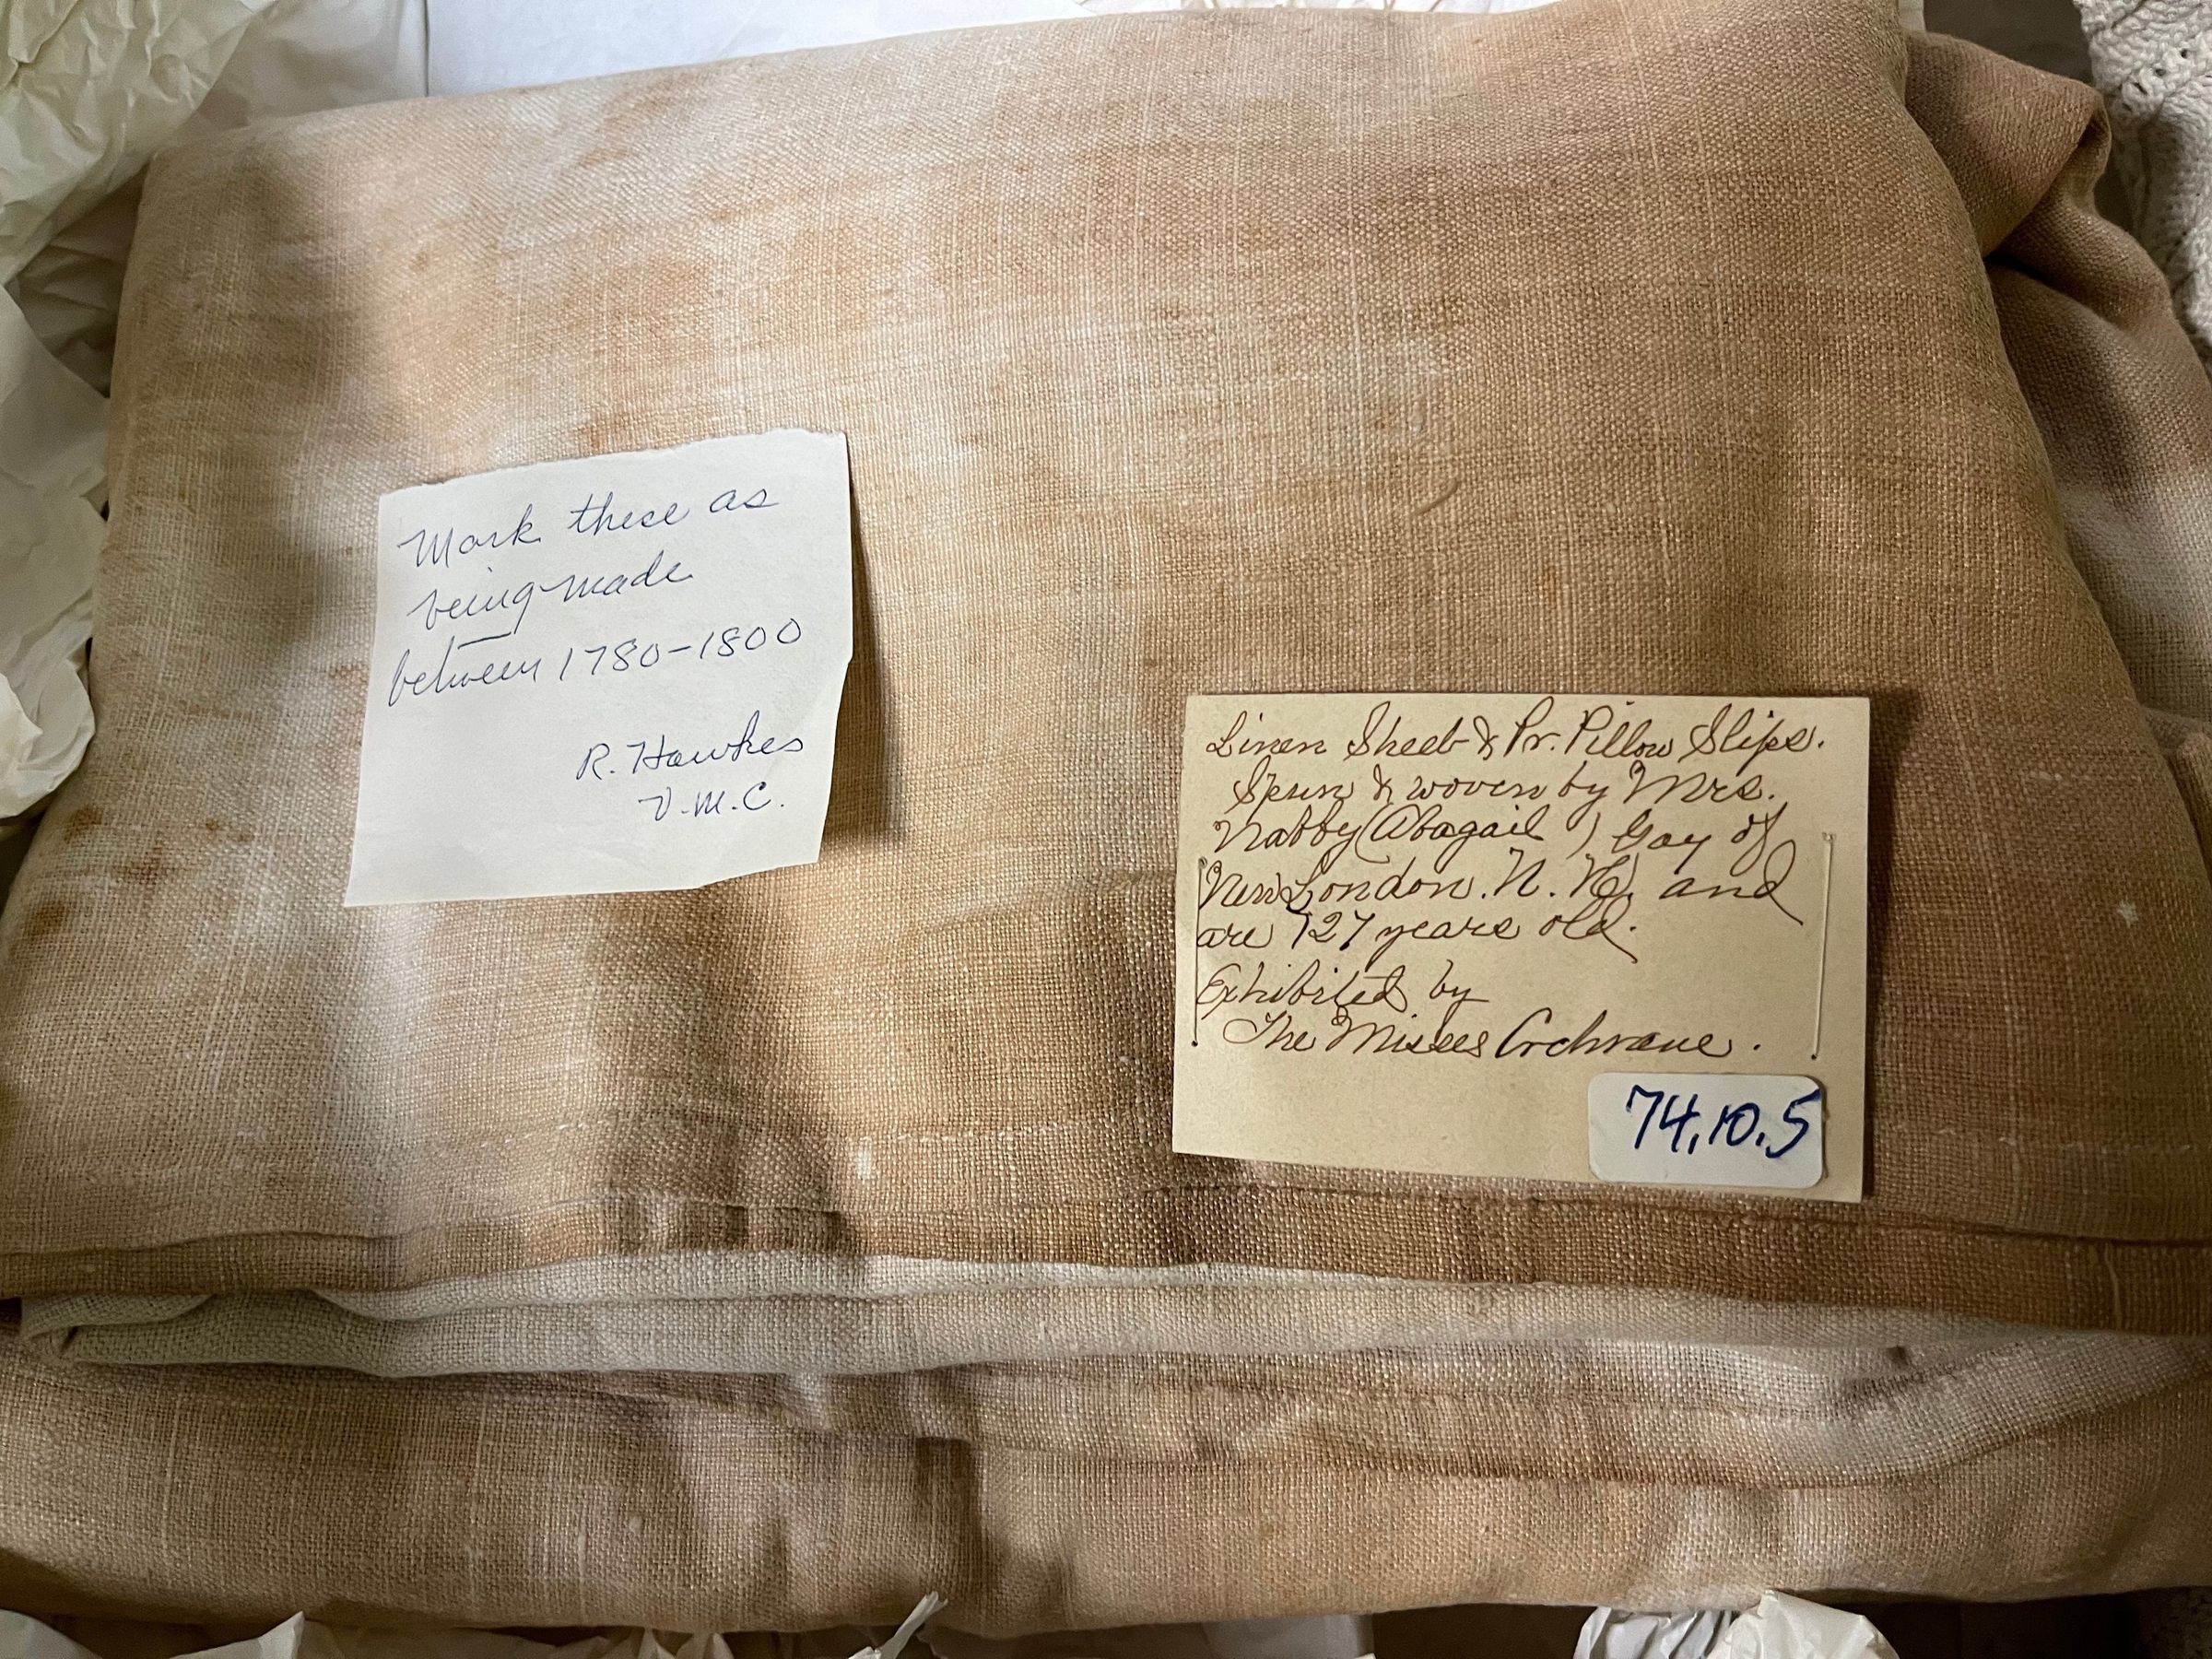 Mark these as
being made
between 1780-1800
R. Hawkes
V.M.C.
Linen Sheet & Pr. Pillow Slips.
Spun & woven by Mrs.
Nabby (Abagail) Gay of
New London. N. H. and
are 127 years old.
Exhibited by
The Misses Cochrane.
74.10.5